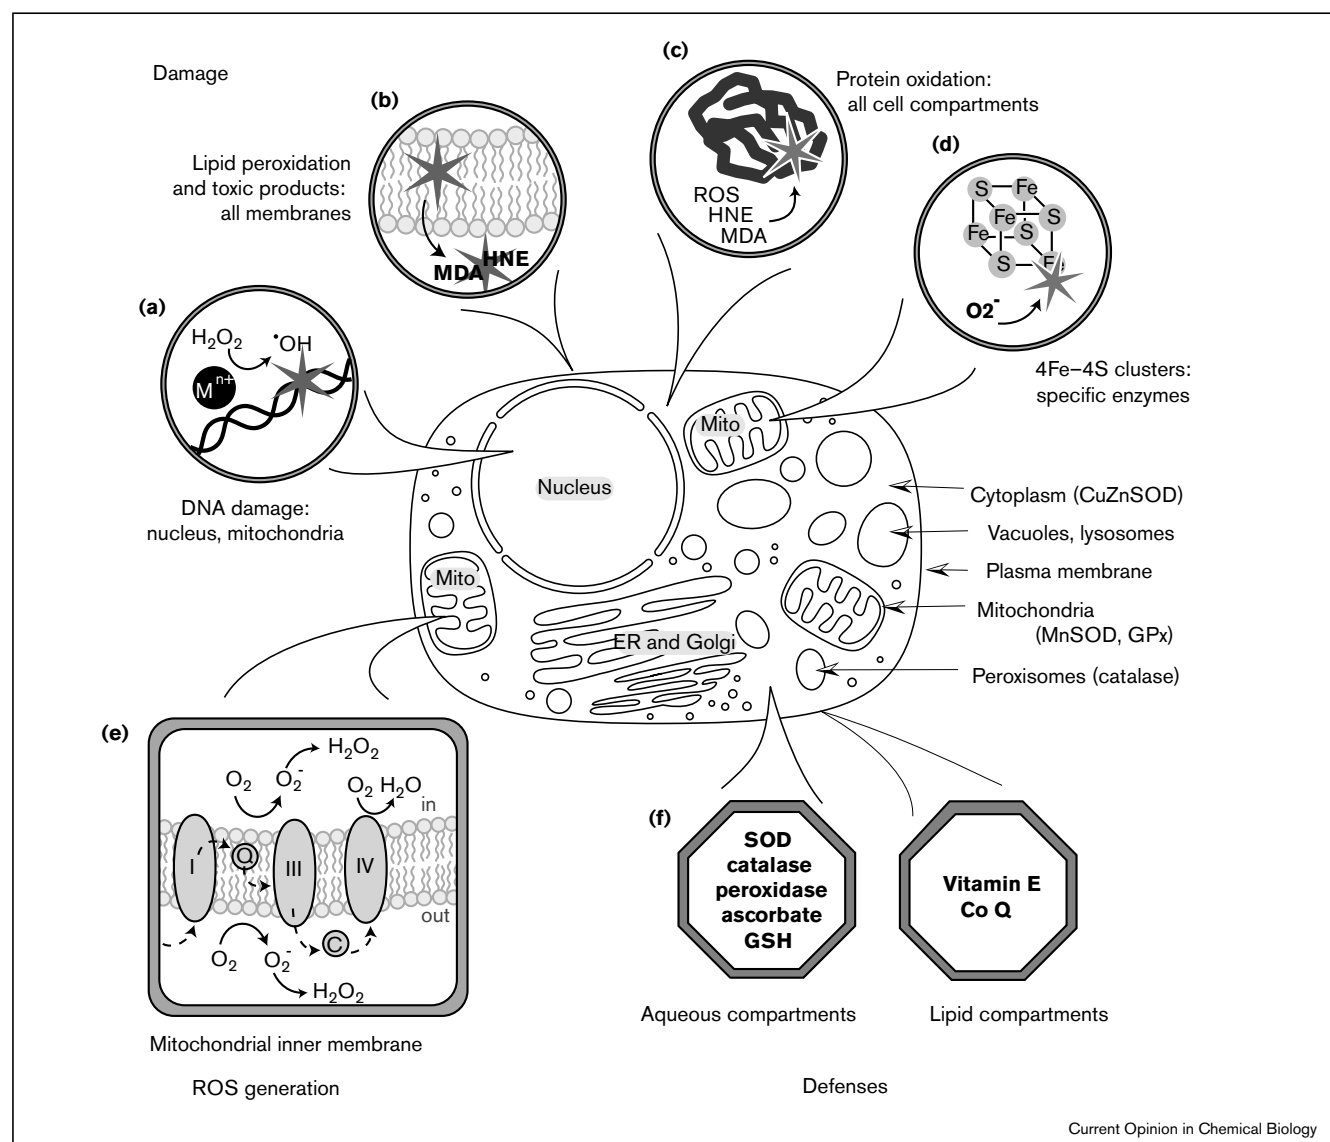 Damage
(a)
H2O2
•OH
M n+
DNA damage:
nucleus, mitochondria
(b)
Lipid peroxidation
and toxic products:
all membranes
MDA
HNE
(c)
Protein oxidation:
all cell compartments
ROS
HNE
MDA
(d)
S
Fe
Fe
S
Fe
S
S
Fe
O2-
4Fe–4S clusters:
specific enzymes
Mito
Nucleus
Mito
ER and Golgi
Cytoplasm (CuZnSOD)
Vacuoles, lysosomes
Plasma membrane
Mitochondria
(MnSOD, GPx)
Peroxisomes (catalase)
(e)
H2O2
O2
O2-
O2
H2O
in
I
Q
III
IV
out
C
O2
O2-
H2O2
Mitochondrial inner membrane
ROS generation
(f)
SOD
catalase
peroxidase
ascorbate
GSH
Aqueous compartments
Vitamin E
Co Q
Lipid compartments
Defenses
Current Opinion in Chemical Biology